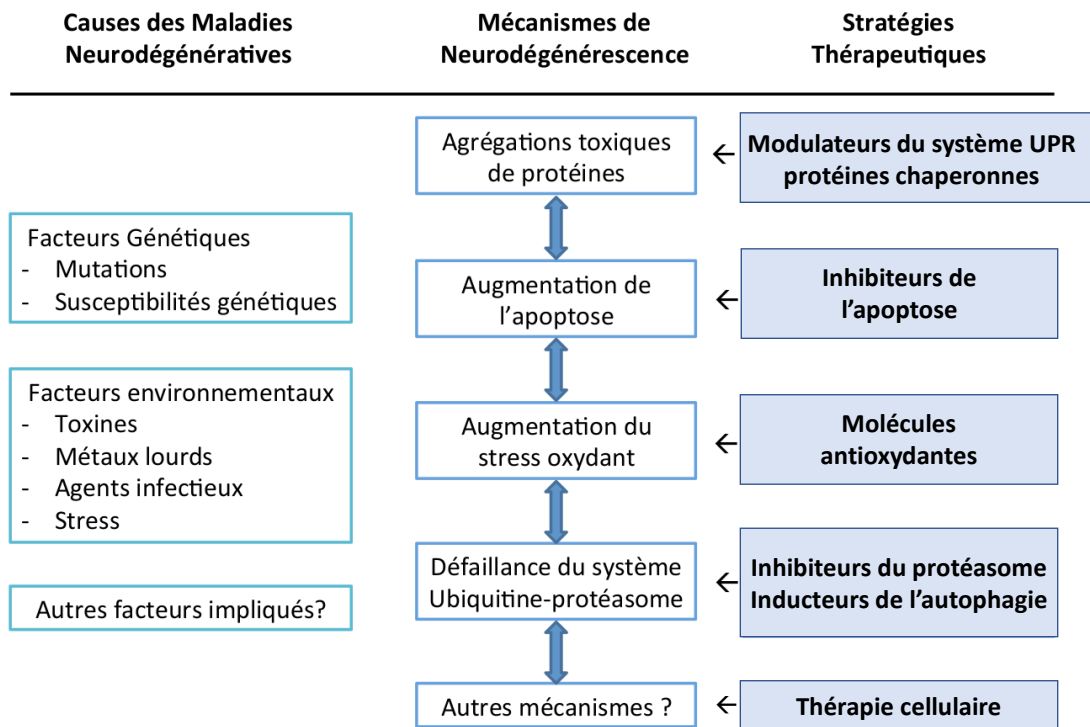 Causes des Maladies
Neurodégénératives
Mécanismes de
Neurodégénérescence
Stratégies
Thérapeutiques
Facteurs Génétiques
- Mutations
- Susceptibilités génétiques
Facteurs environnementaux
- Toxines
- Métaux lourds
- Agents infectieux
- Stress
Autres facteurs impliqués?
Agrégations toxiques
de protéines
Augmentation de
l'apoptose
Augmentation du
stress oxydant
Défaillance du système
Ubiquitine-protéasome
Autres mécanismes ?
← Modulateurs du système UPR
protéines chaperonnes
← Inhibiteurs de
l'apoptose
← Molécules
antioxydantes
← Inhibiteurs du protéasome
Inducteurs de l'autophagie
← Thérapie cellulaire